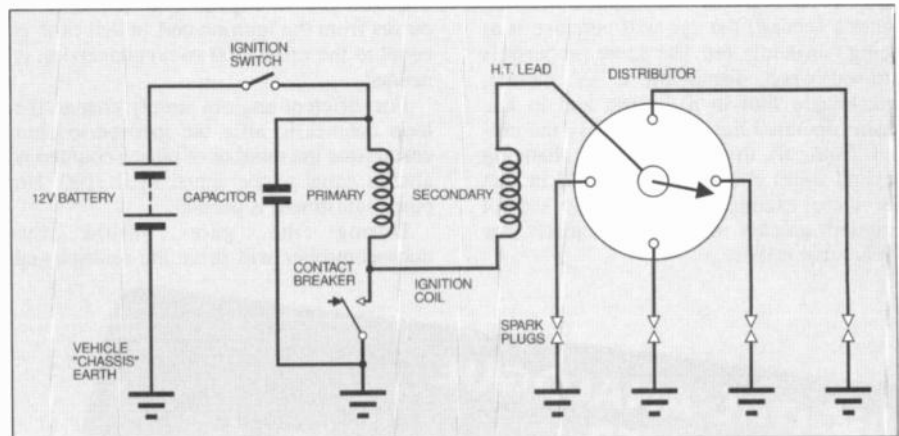 IGNITION
SWITCH
H.T. LEAD
DISTRIBUTOR
12V BATTERY
CAPACITOR
PRIMARY
SECONDARY
CONTACT
BREAKER
IGNITION
COIL
SPARK
PLUGS
VEHICLE
"CHASSIS"
EARTH